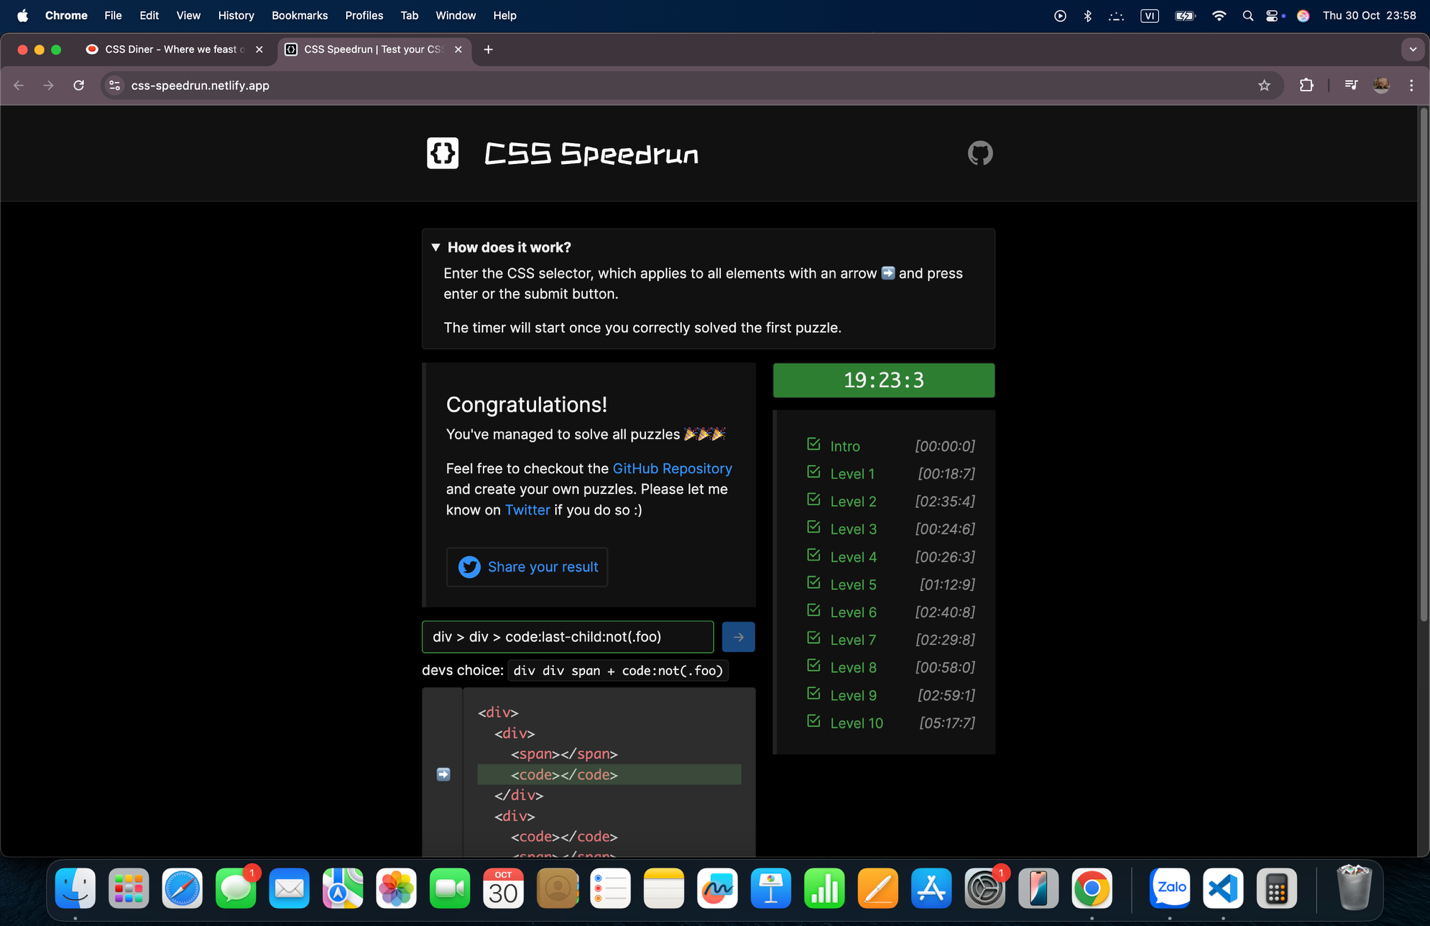 Chrome File Edit View History Bookmarks Profiles Tab Window Help VI Thu 30 Oct 23:58
CSS Diner - Where we feast o
CSS Speedrun | Test your CS
css-speedrun.netlify.app
CSS Speedrun
How does it work?
Enter the CSS selector, which applies to all elements with an arrow ➡️ and press
enter or the submit button.
The timer will start once you correctly solved the first puzzle.
Congratulations!
You've managed to solve all puzzles 🎉🎉🎉
Feel free to checkout the GitHub Repository
and create your own puzzles. Please let me
know on Twitter if you do so :)
Share your result
div > div > code:last-child:not(.foo)
devs choice: div div span + code:not(.foo)
<div>
<div>
<span></span>
<code></code>
</div>
<div>
<code></code>
<span></span>
19:23:3
Intro [00:00:0]
Level 1 [00:18:7]
Level 2 [02:35:4]
Level 3 [00:24:6]
Level 4 [00:26:3]
Level 5 [01:12:9]
Level 6 [02:40:8]
Level 7 [02:29:8]
Level 8 [00:58:0]
Level 9 [02:59:1]
Level 10 [05:17:7]
1
OCT
30
1
Zalo